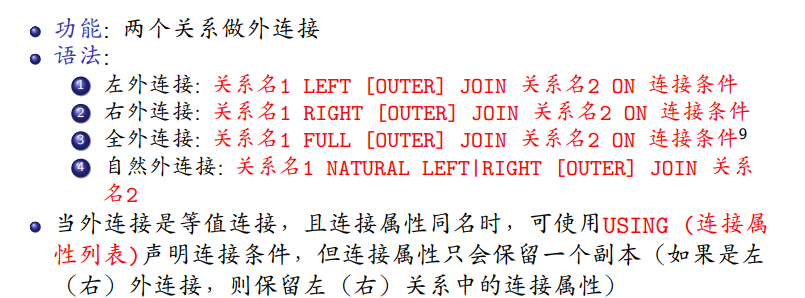 功能: 两个关系做外连接
语法:
1 左外连接: 关系名1 LEFT [OUTER] JOIN 关系名2 ON 连接条件
2 右外连接: 关系名1 RIGHT [OUTER] JOIN 关系名2 ON 连接条件
3 全外连接: 关系名1 FULL [OUTER] JOIN 关系名2 ON 连接条件9
4 自然外连接: 关系名1 NATURAL LEFT|RIGHT [OUTER] JOIN 关系
名2
当外连接是等值连接，且连接属性同名时，可使用USING (连接属
性列表)声明连接条件，但连接属性只会保留一个副本（如果是左
（右）外连接，则保留左（右）关系中的连接属性）